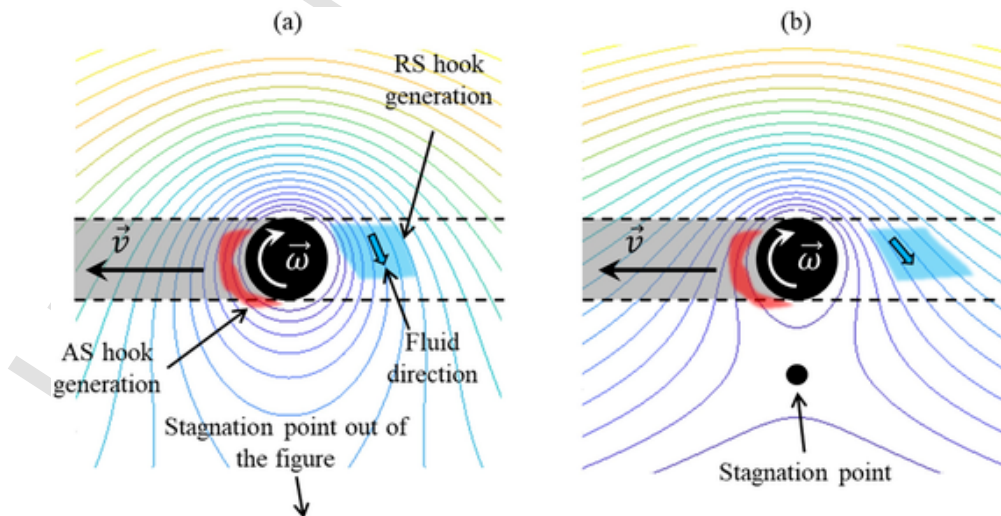 (a)
RS hook
generation
v⃗
ω⃗
AS hook
generation
Fluid
direction
Stagnation point out of
the figure
(b)
v⃗
ω⃗
Stagnation point